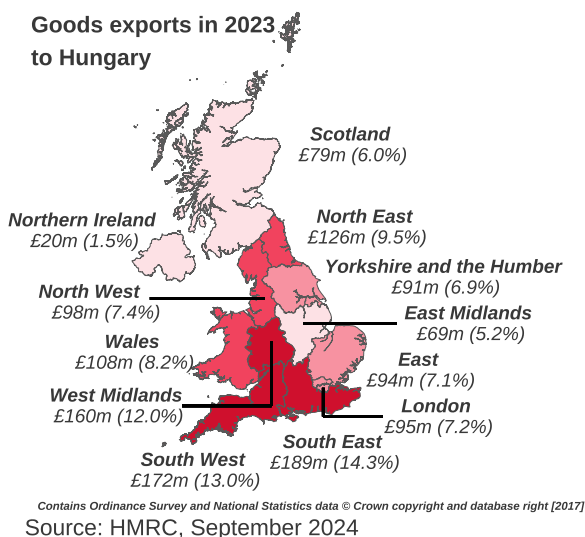 Goods exports in 2023
to Hungary
Scotland
£79m (6.0%)
Northern Ireland
£20m (1.5%)
North East
£126m (9.5%)
Yorkshire and the Humber
£91m (6.9%)
North West
£98m (7.4%)
East Midlands
£69m (5.2%)
Wales
£108m (8.2%)
East
£94m (7.1%)
West Midlands
£160m (12.0%)
London
£95m (7.2%)
South East
£189m (14.3%)
South West
£172m (13.0%)
Contains Ordinance Survey and National Statistics data © Crown copyright and database right [2017]
Source: HMRC, September 2024